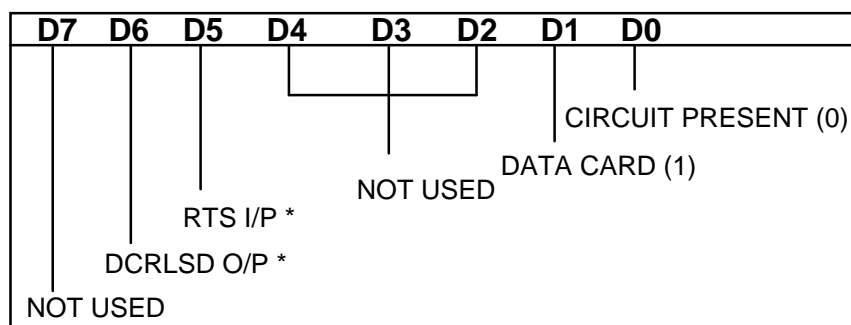 D7 D6 D5 D4 D3 D2 D1 D0
CIRCUIT PRESENT (0)
DATA CARD (1)
NOT USED
RTS I/P *
DCRLSD O/P *
NOT USED